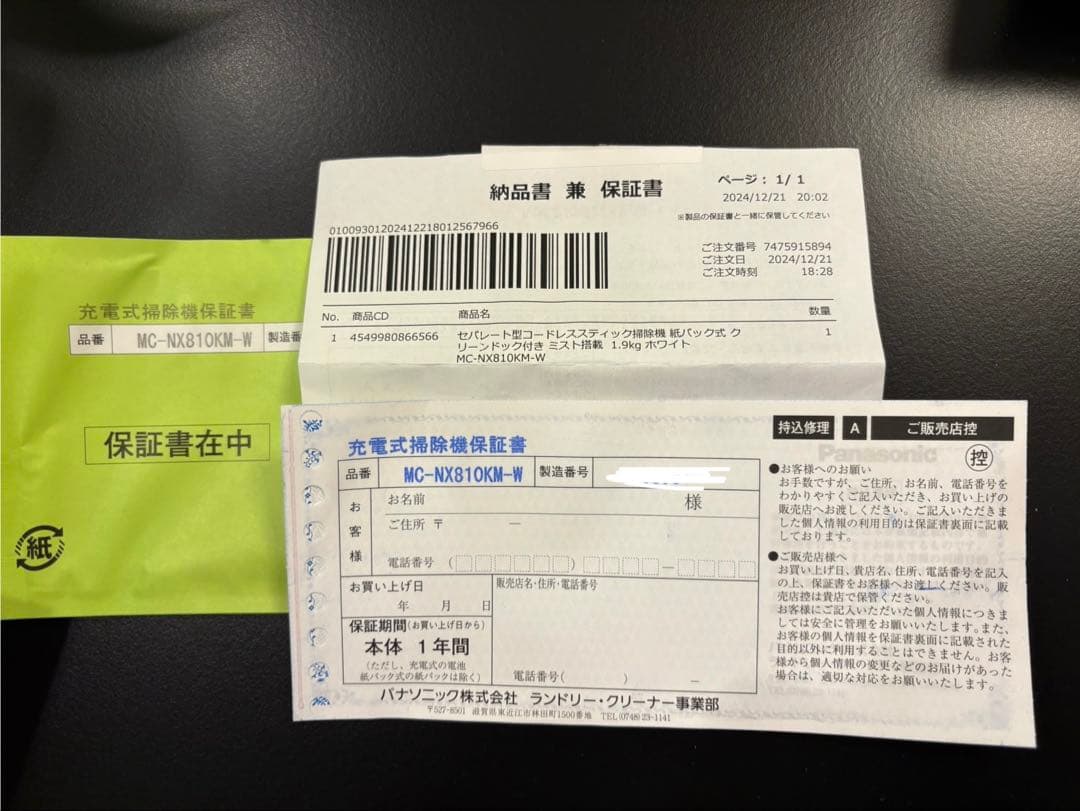 納品書 兼 保証書
ページ： 1/ 1
2024/12/21 20:02
※製品の保証書と一緒に保管してください
01009301202412218012567966
ご注文番号 7475915894
ご注文日 2024/12/21
ご注文時刻 18:28
No. 商品CD 商品名 数量
1 4549980866566 セパレート型コードレススティック掃除機 紙パック式 ク 1
リーンドック付き ミスト搭載 1.9kg ホワイト
MC-NX810KM-W
充電式掃除機保証書
品番 MC-NX810KM-W 製造番
保証書在中
紙
充電式掃除機保証書
品番 MC-NX810KM-W 製造番号
お客様
お名前 様
ご住所 〒 ー
電話番号 ( ) ー
お買い上げ日
年 月 日
販売店名・住所・電話番号
保証期間(お買い上げ日から)
本体 1年間
(ただし、充電式の電池
紙パック式の紙パックは除く)
電話番号( ) ー
パナソニック株式会社 ランドリー・クリーナー事業部
〒527-8501 滋賀県東近江市林田町1500番地 TEL(0748)23-1141
持込修理 A ご販売店控
Panasonic
控
●お客様へのお願い
お手数ですが、ご住所、お名前、電話番号を
わかりやすくご記入いただき、お買い上げの
販売店へお渡しください。ご記入いただきま
した個人情報の利用目的は保証書裏面に記載
しております。
●ご販売店様へ
お買い上げ日、貴店名、住所、電話番号を記入
の上、保証書をお客様へお渡しください。販
売店控は貴店で保管ください。
お客様にご記入いただいた個人情報につきま
しては安全に管理をお願いいたします。また、
お客様の個人情報を保証書裏面に記載された
目的以外に利用することはできません。お客
様から個人情報の変更などのお届けがあった
場合は、適切な対応をお願いいたします。